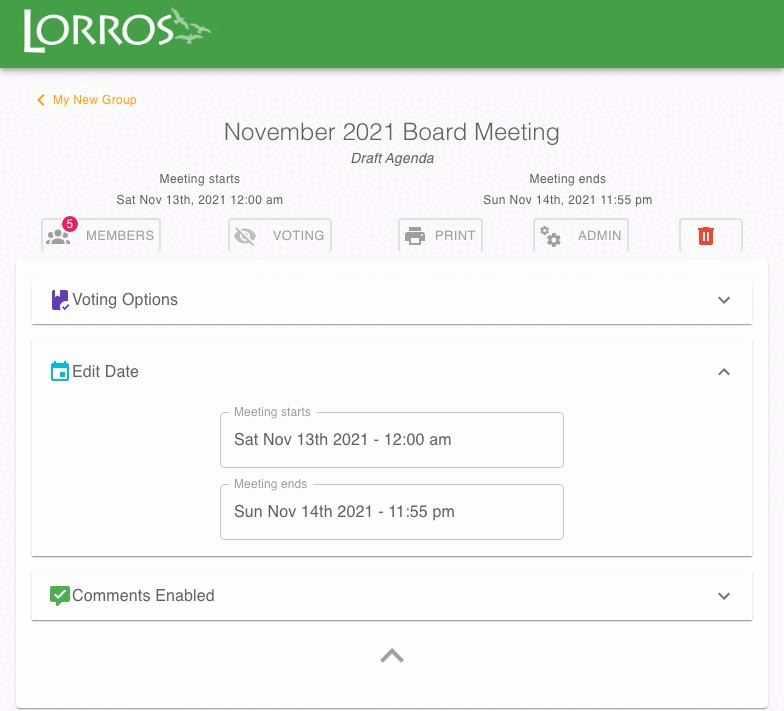 LORROS
My New Group
November 2021 Board Meeting
Draft Agenda
Meeting starts
Sat Nov 13th, 2021 12:00 am
Meeting ends
Sun Nov 14th, 2021 11:55 pm
5
MEMBERS
VOTING
PRINT
ADMIN
Voting Options
Edit Date
Meeting starts
Sat Nov 13th 2021 - 12:00 am
Meeting ends
Sun Nov 14th 2021 - 11:55 pm
Comments Enabled